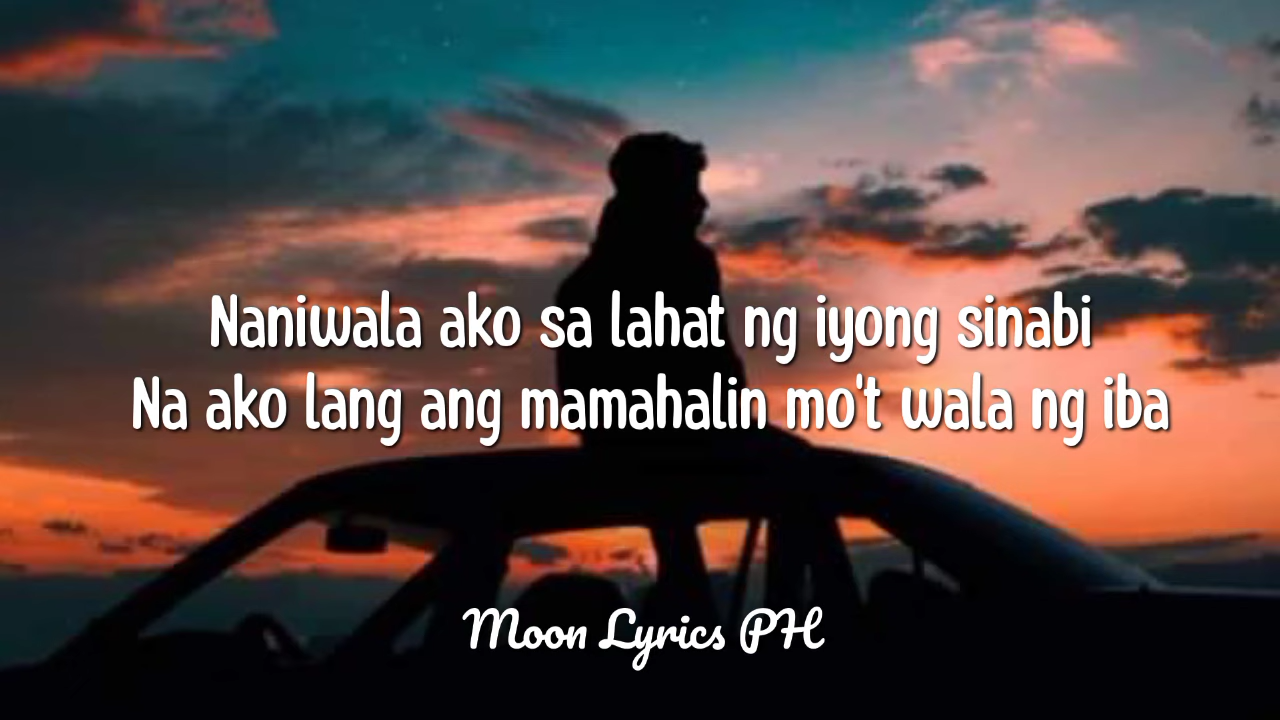 Naniwala ako sa lahat ng iyong sinabi
Na ako lang ang mamahalin mo't wala ng iba
Moon Lyrics PH